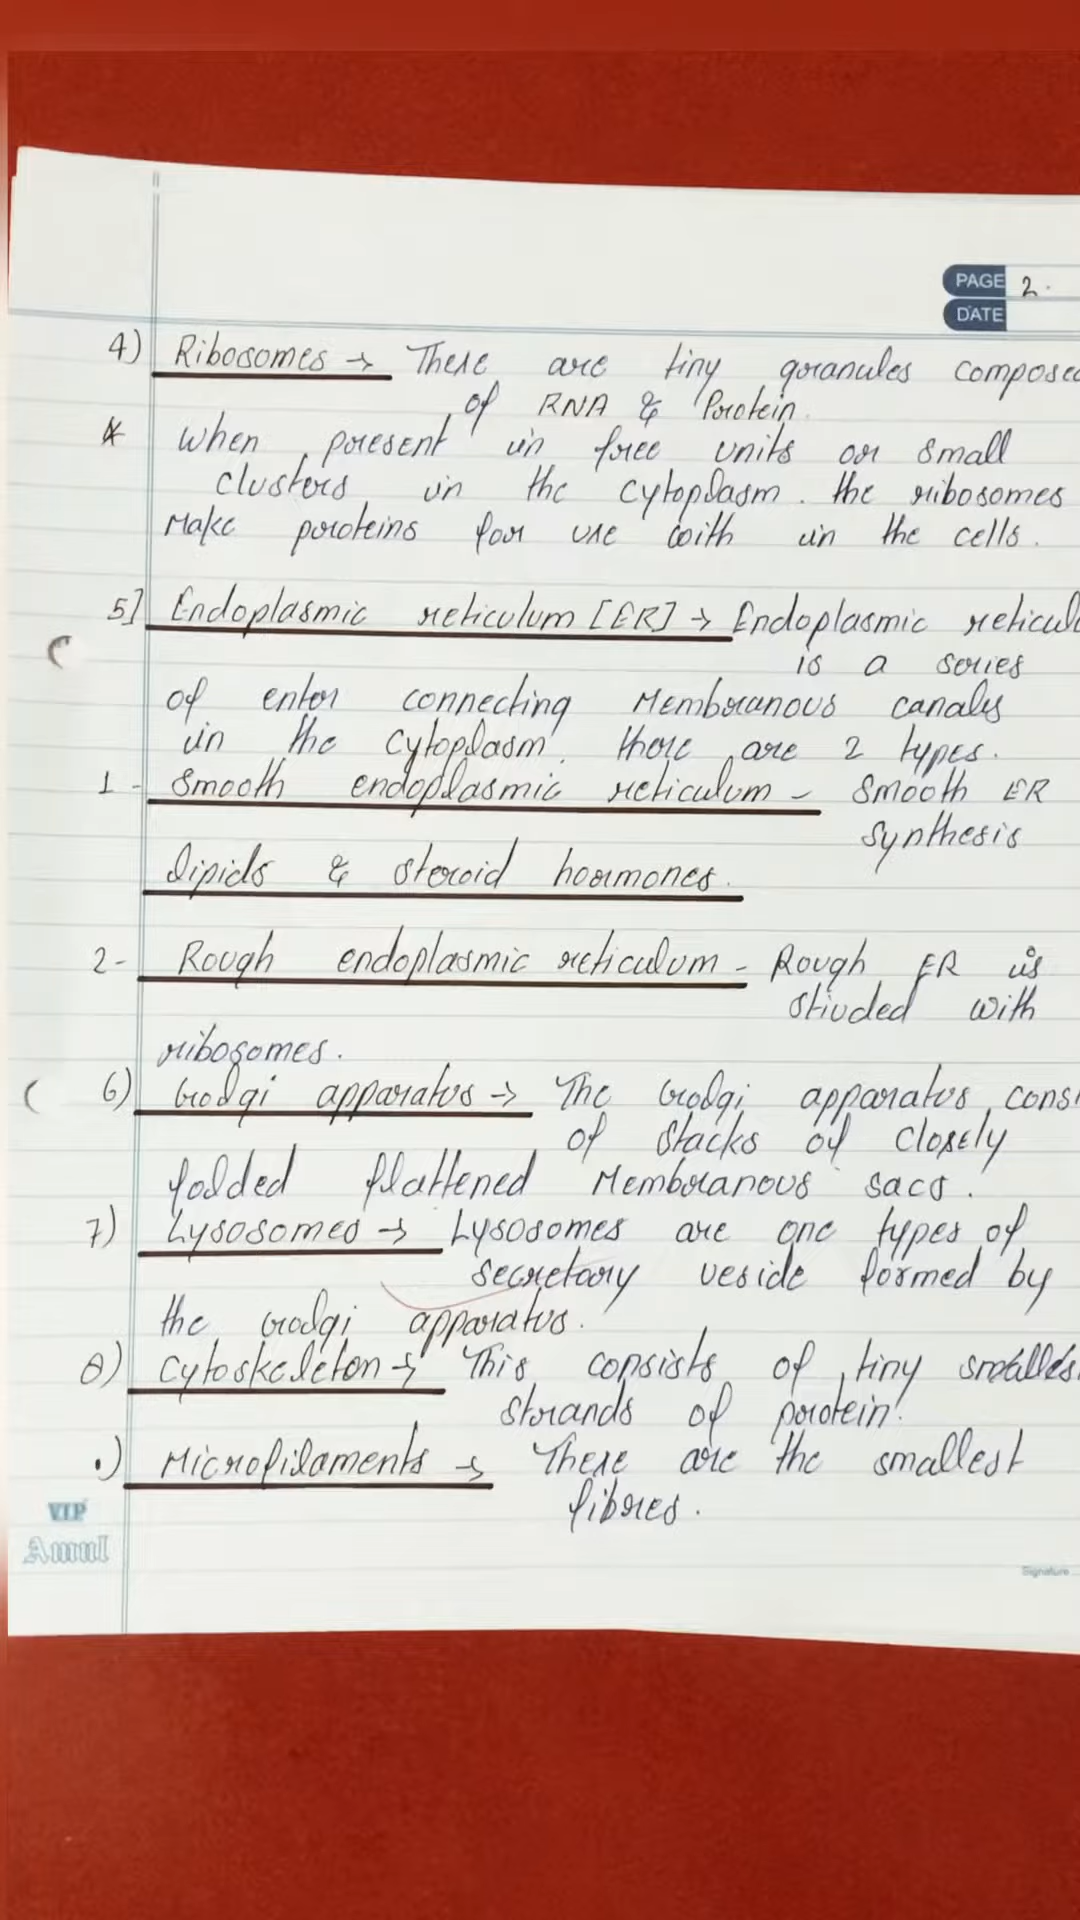 PAGE 2.
DATE
4) Ribosomes → These are tiny granules compose
of RNA & Protein.
* When present in free units or small
clusters in the cytoplasm. the ribosomes
Make proteins for use with in the cells.
5] Endoplasmic reticulum [ER] → Endoplasmic reticul
is a series
of enter connecting Membranous canals
in the cytoplasm. there are 2 types.
1 - Smooth endoplasmic reticulum - Smooth ER
synthesis
lipids & steroid hormones.
2 - Rough endoplasmic reticulum - Rough ER is
studed with
ribosomes.
6) Golgi apparatus → The Golgi apparatus, consi
of stacks of closely
folded flattened Membranous sacs.
7) Lysosomes → Lysosomes are one types of
secretary veside formed by
the Golgi apparatus.
8) Cytoskeleton → This consists of tiny
strands of protein.
.) Microfilaments → These are the smallest
fibres.
VIP
Amul
Signature